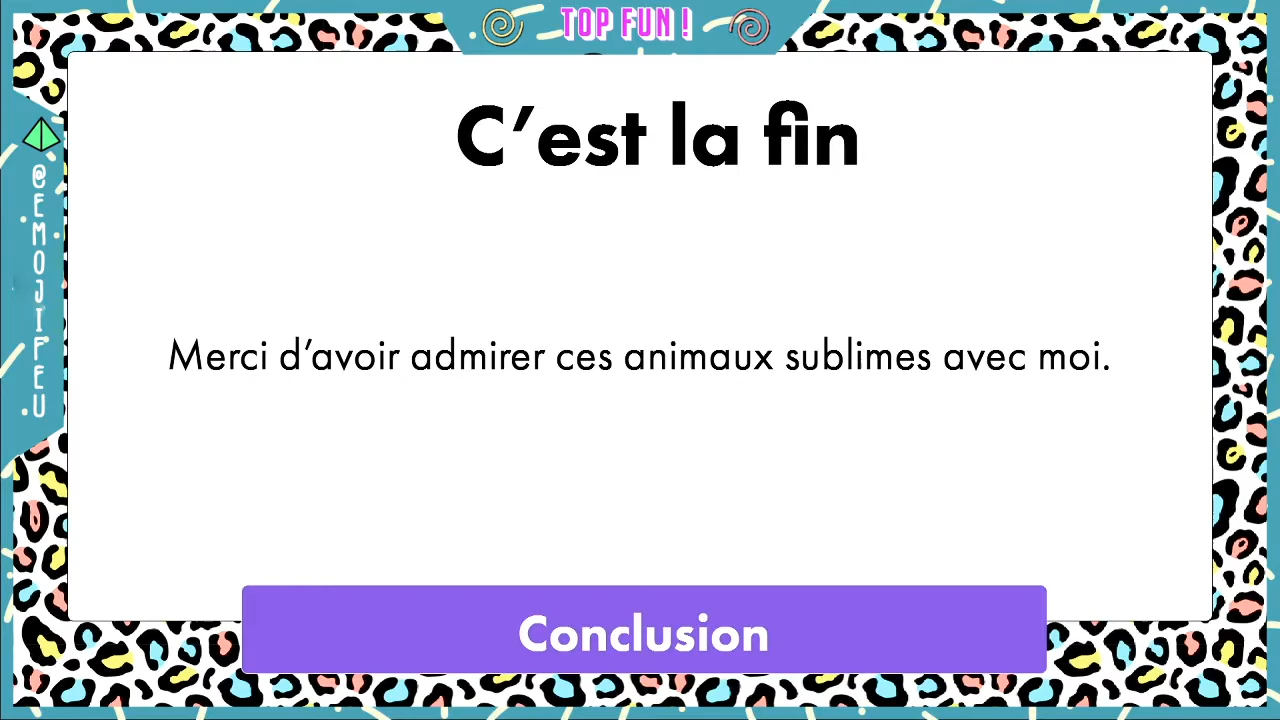 TOP FUN !
@EMOJIFEU
C’est la fin
Merci d’avoir admirer ces animaux sublimes avec moi.
Conclusion